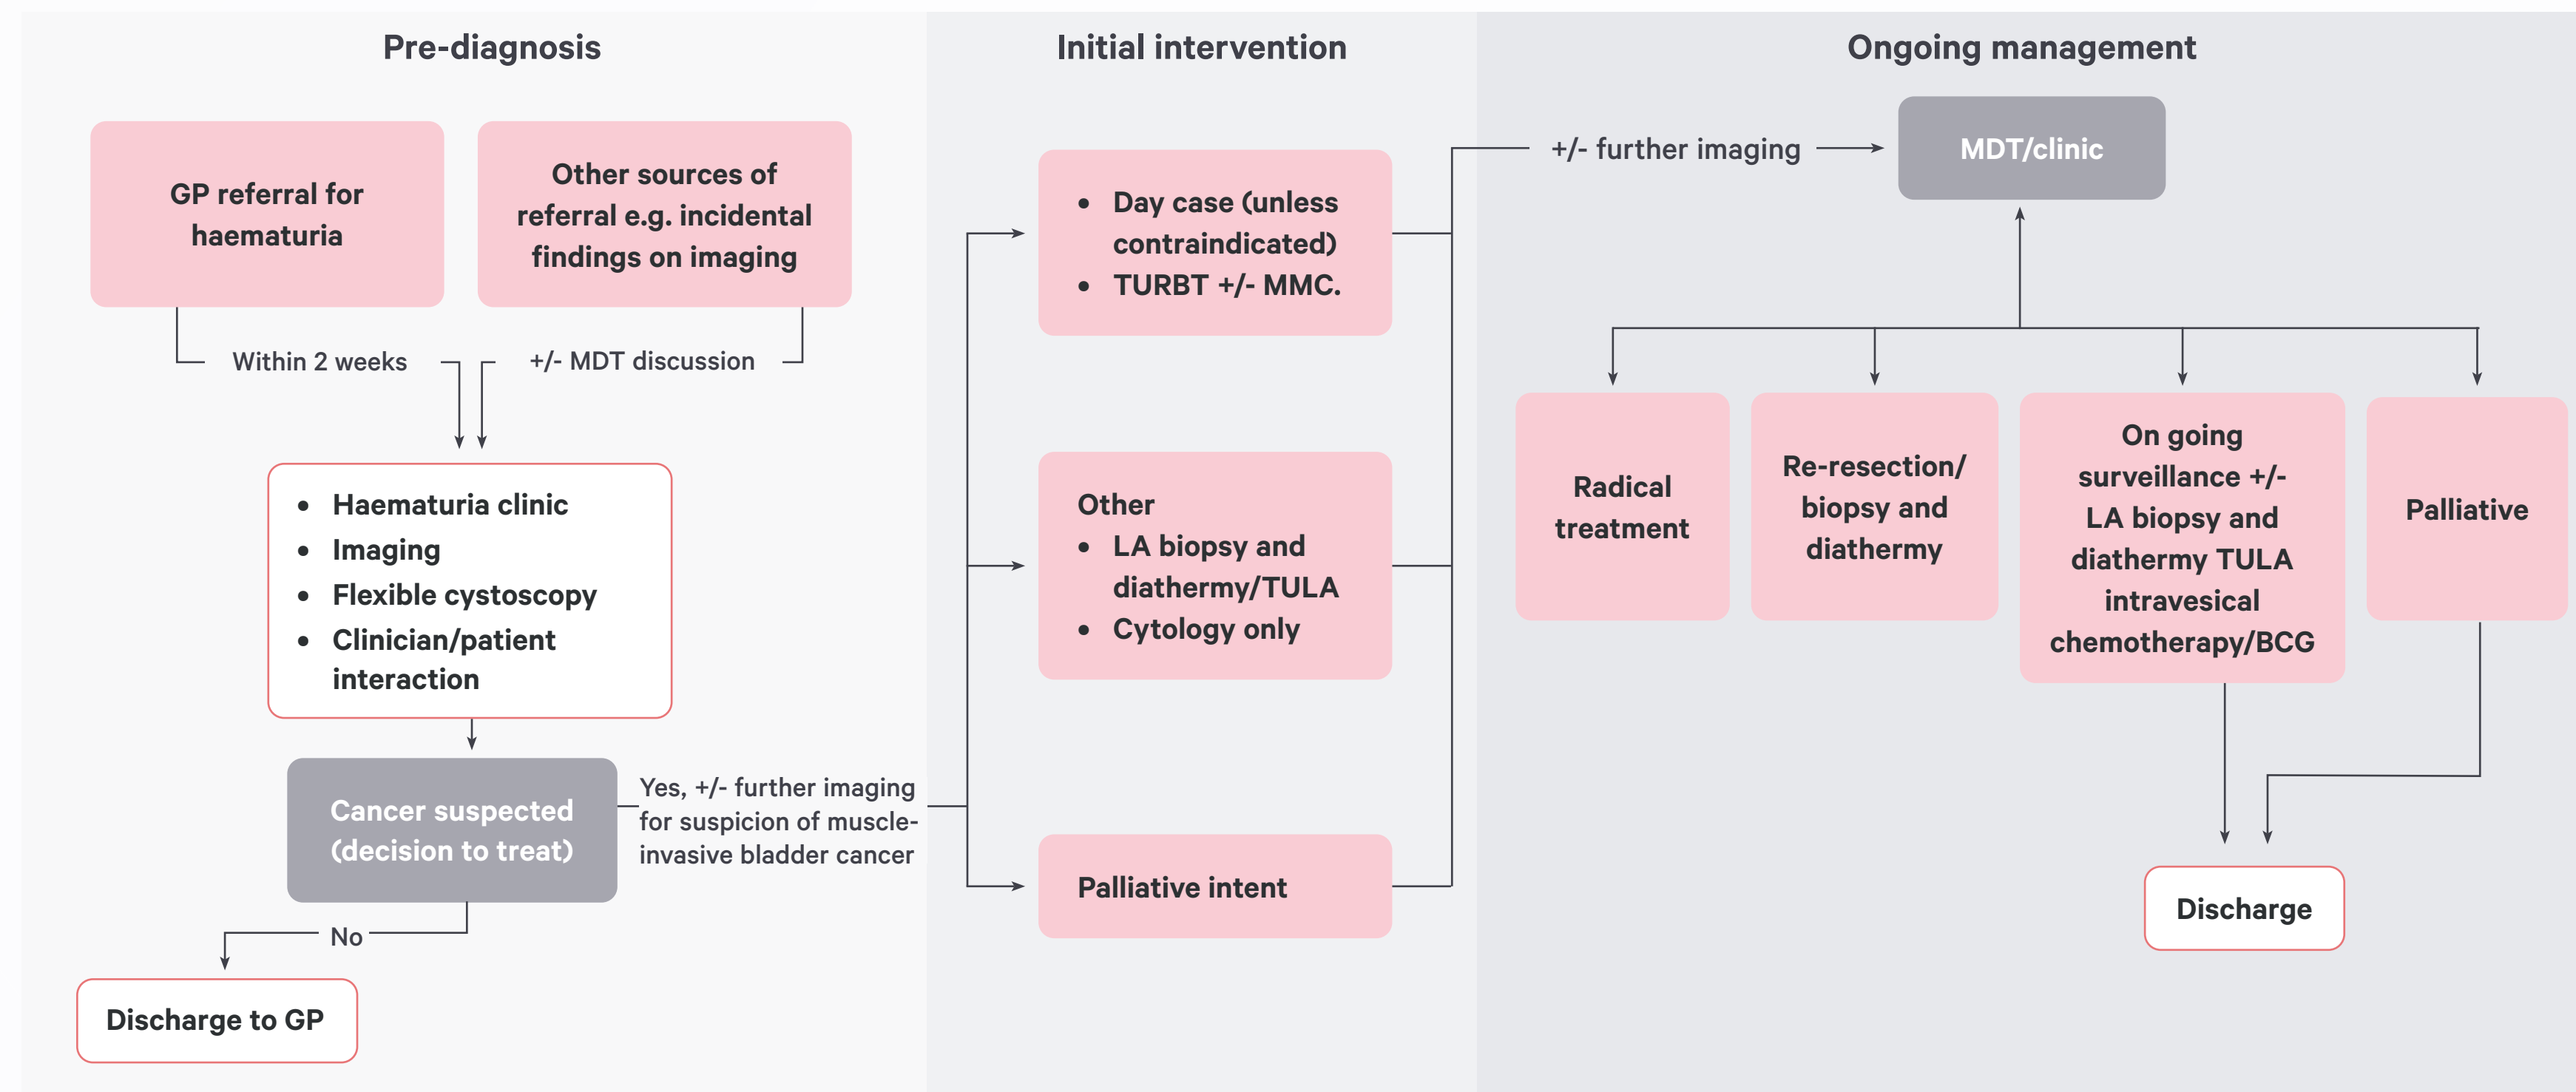 Pre-diagnosis
GP referral for
haematuria
Other sources of
referral e.g. incidental
findings on imaging
Within 2 weeks
+/- MDT discussion
• Haematuria clinic
• Imaging
• Flexible cystoscopy
• Clinician/patient
interaction
Cancer suspected
(decision to treat)
Yes, +/- further imaging
for suspicion of muscle-
invasive bladder cancer
No
Discharge to GP
Initial intervention
• Day case (unless
contraindicated)
• TURBT +/- MMC.
Other
• LA biopsy and
diathermy/TULA
• Cytology only
Palliative intent
Ongoing management
+/- further imaging
MDT/clinic
Radical
treatment
Re-resection/
biopsy and
diathermy
On going
surveillance +/-
LA biopsy and
diathermy TULA
intravesical
chemotherapy/BCG
Palliative
Discharge